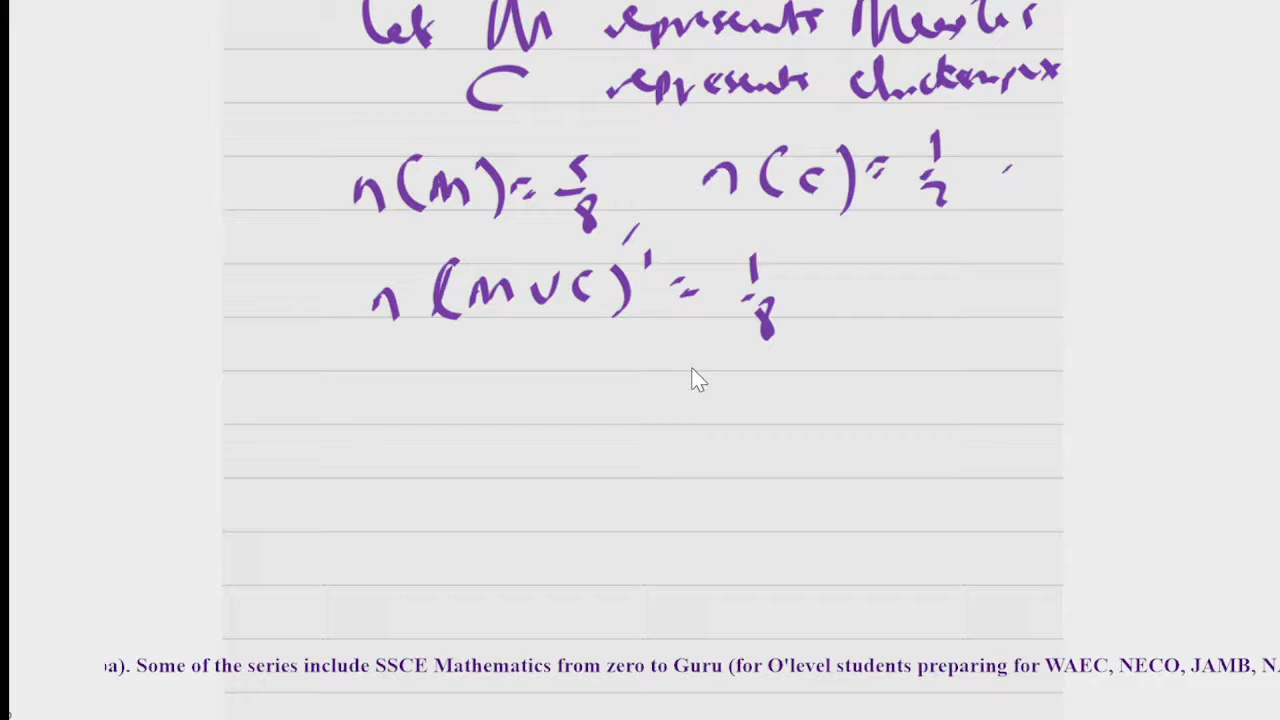 Let M represents Measles
C represents chickenpox
n(M) = 5/8 n(C) = 1/2
n(M∪C)' = 1/8
a). Some of the series include SSCE Mathematics from zero to Guru (for O'level students preparing for WAEC, NECO, JAMB, N